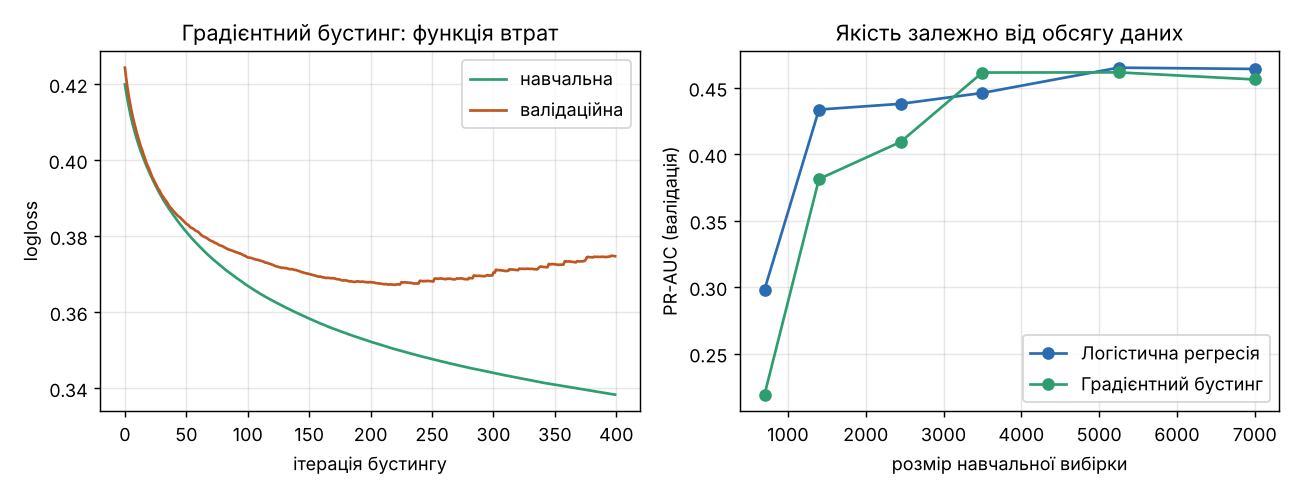 Градієнтний бустинг: функція втрат
навчальна
валідаційна
logloss
0.42
0.40
0.38
0.36
0.34
0 50 100 150 200 250 300 350 400
ітерація бустингу
Якість залежно від обсягу даних
PR-AUC (валідація)
0.45
0.40
0.35
0.30
0.25
Логістична регресія
Градієнтний бустинг
1000 2000 3000 4000 5000 6000 7000
розмір навчальної вибірки